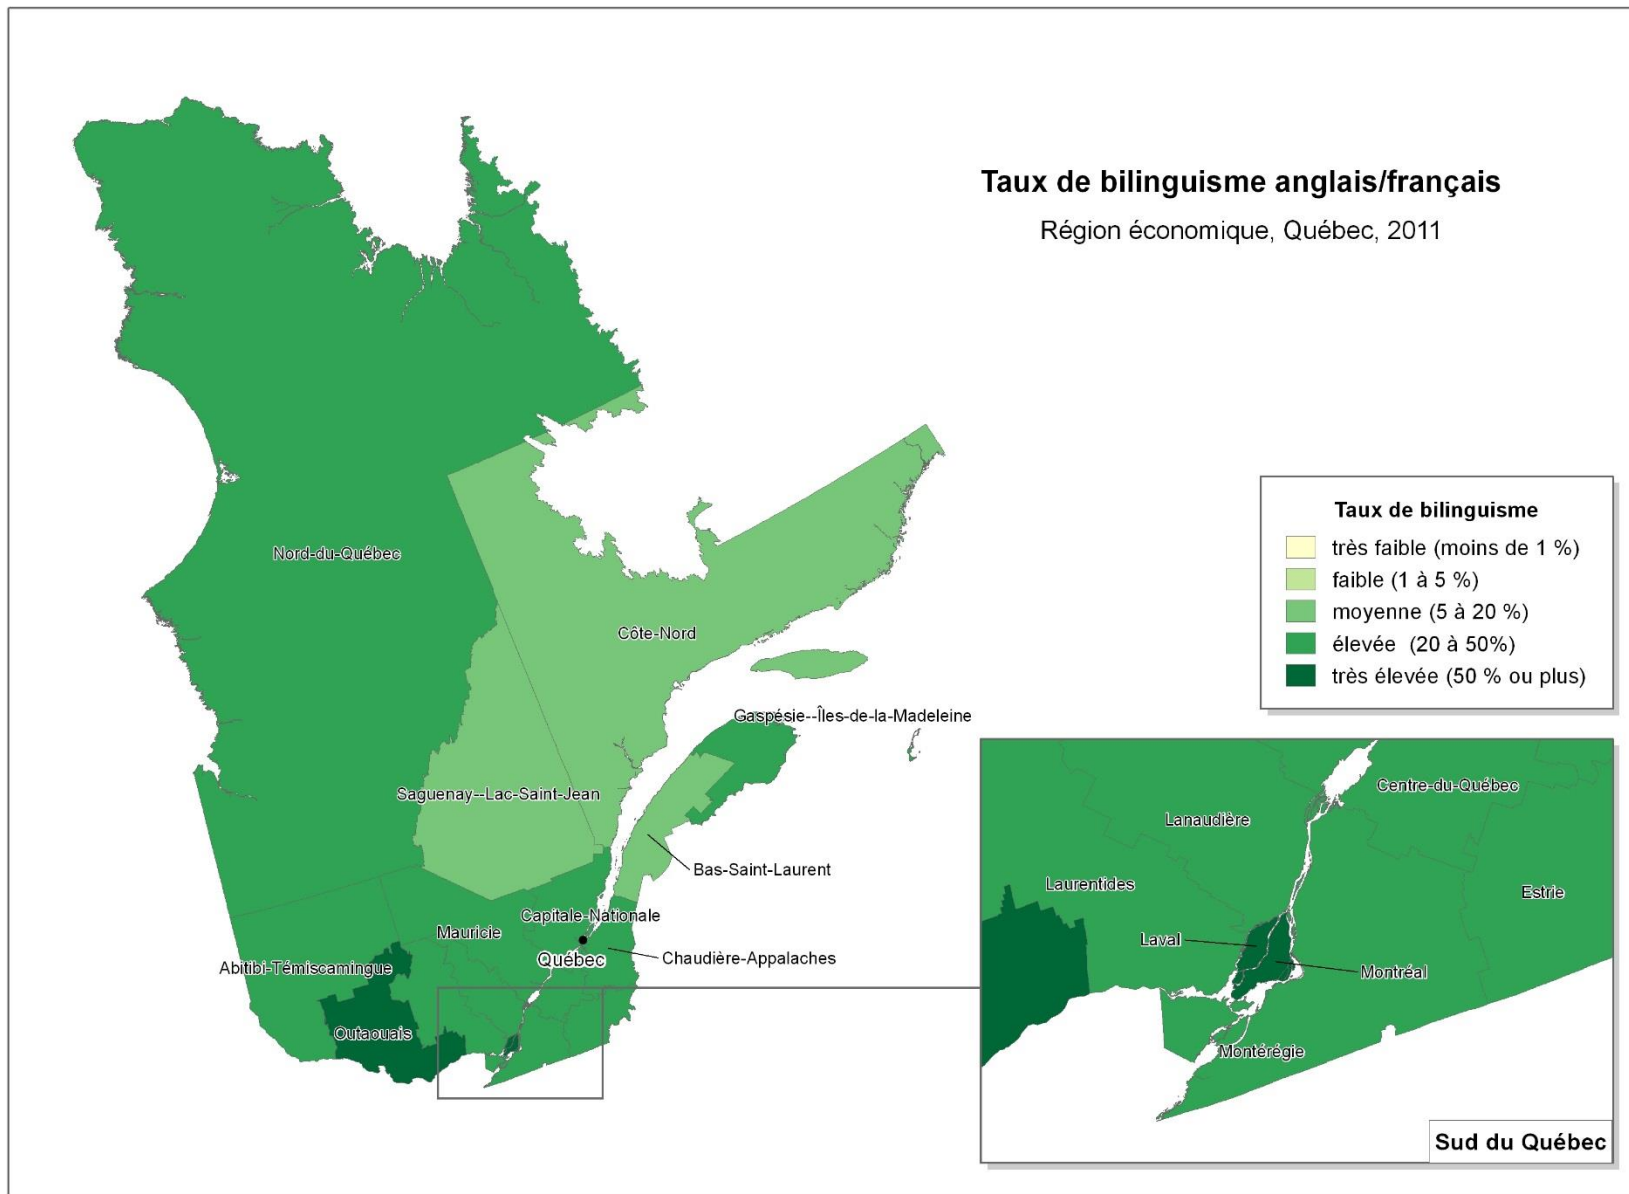 Taux de bilinguisme anglais/français
Région économique, Québec, 2011
Nord-du-Québec
Côte-Nord
Taux de bilinguisme
très faible (moins de 1 %)
faible (1 à 5 %)
moyenne (5 à 20 %)
élevée (20 à 50%)
très élevée (50 % ou plus)
Gaspésie--Îles-de-la-Madeleine
Saguenay--Lac-Saint-Jean
Bas-Saint-Laurent
Capitale-Nationale
Mauricie
Québec
Chaudière-Appalaches
Abitibi-Témiscamingue
Outaouais
Centre-du-Québec
Lanaudière
Laurentides
Estrie
Laval
Montréal
Montérégie
Sud du Québec